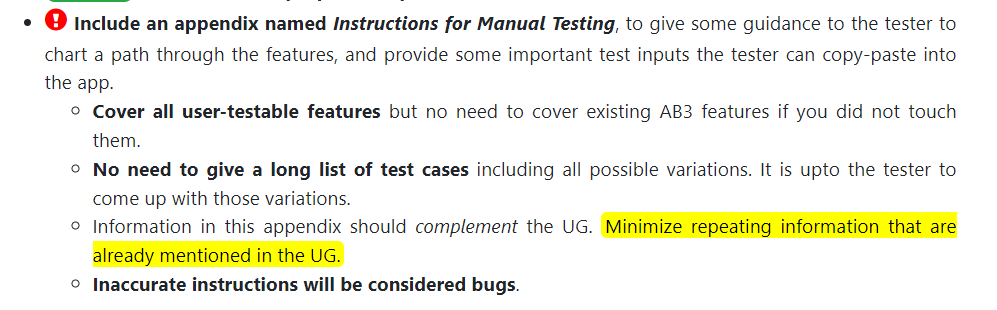 Include an appendix named Instructions for Manual Testing, to give some guidance to the tester to
chart a path through the features, and provide some important test inputs the tester can copy-paste into
the app.
Cover all user-testable features but no need to cover existing AB3 features if you did not touch
them.
No need to give a long list of test cases including all possible variations. It is upto the tester to
come up with those variations.
Information in this appendix should complement the UG. Minimize repeating information that are
already mentioned in the UG.
Inaccurate instructions will be considered bugs.